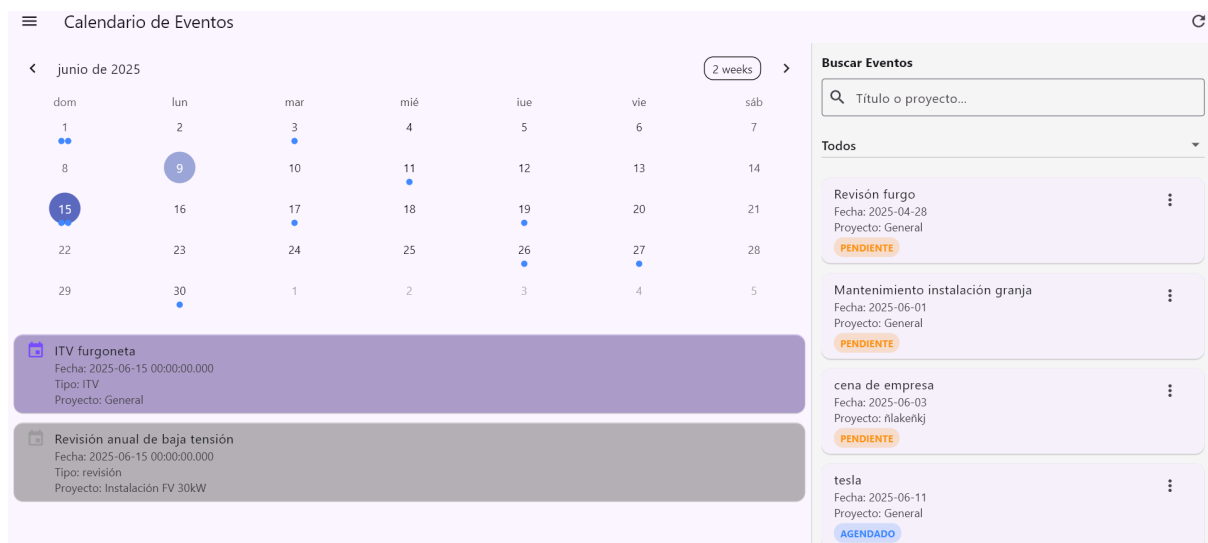 Calendario de Eventos
junio de 2025
2 weeks
dom lun mar mié jue vie sáb
1 2 3 4 5 6 7
8 9 10 11 12 13 14
15 16 17 18 19 20 21
22 23 24 25 26 27 28
29 30 1 2 3 4 5
ITV furgoneta
Fecha: 2025-06-15 00:00:00.000
Tipo: ITV
Proyecto: General
Revisión anual de baja tensión
Fecha: 2025-06-15 00:00:00.000
Tipo: revisión
Proyecto: Instalación FV 30kW
Buscar Eventos
Título o proyecto...
Todos
Revisón furgo
Fecha: 2025-04-28
Proyecto: General
PENDIENTE
Mantenimiento instalación granja
Fecha: 2025-06-01
Proyecto: General
PENDIENTE
cena de empresa
Fecha: 2025-06-03
Proyecto: ñlakeñkj
PENDIENTE
tesla
Fecha: 2025-06-11
Proyecto: General
AGENDADO